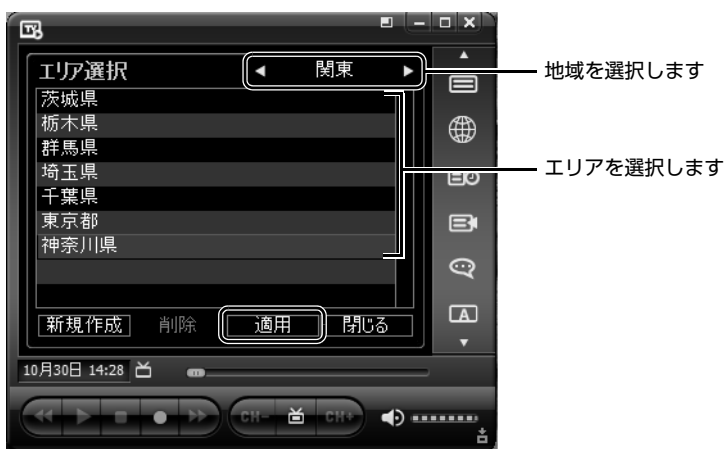 TV
エリア選択
◀ 関東 ▶
地域を選択します
茨城県
栃木県
群馬県
埼玉県
千葉県
東京都
神奈川県
エリアを選択します
A
新規作成 削除 適用 閉じる
10月30日 14:28
CH- CH+